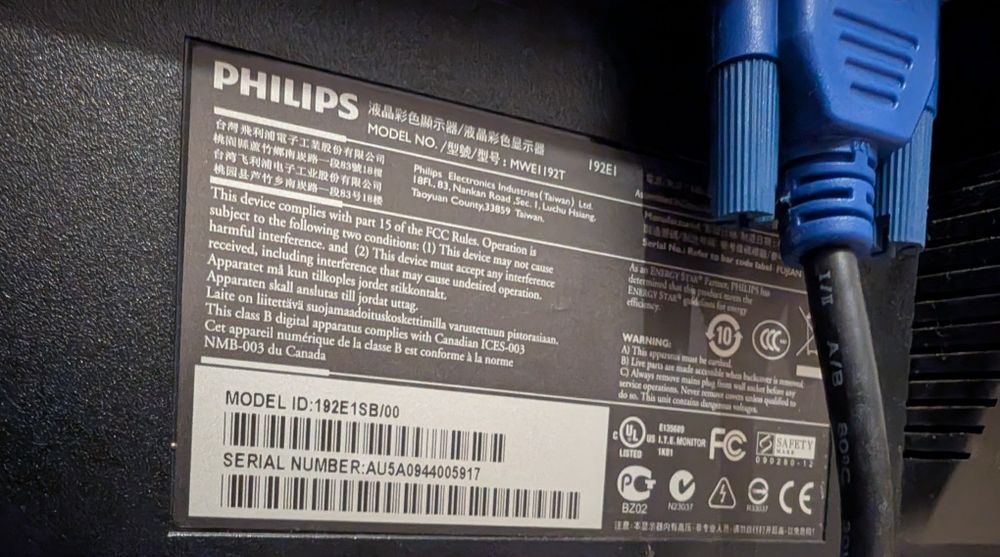 PHILIPS
液晶彩色顯示器/液晶彩色显示器
MODEL NO. /型號/型号: MWE1192T
192E1
台灣飛利浦電子工業股份有限公司
桃園縣蘆竹鄉南崁路一段83號18樓
台湾飞利浦电子工业股份有限公司
桃园县芦竹乡南崁路一段83号18楼
Philips Electronics Industries (Taiwan) Ltd.
18Fl., 83, Nankan Road ,Sec. 1, Luchu Hsiang,
Taoyuan County,33859 Taiwan.
This device complies with part 15 of the FCC Rules. Operation is
subject to the following two conditions: (1) This device may not cause
harmful interference. and (2) This device must accept any interference
received, including interference that may cause undesired operation.
Apparatet må kun tilkoples jordet stikkontakt.
Apparaten skall anslutas till jordat uttag.
Laite on liitettävä suojamaadoituskoskettimilla varustettuun pistorasiaan.
This class B digital apparatus complies with Canadian ICES-003
Cet appareil numérique de la classe B est conforme à la norme
NMB-003 du Canada
Serial No.: Refer to bar code label FUJIAN
As an ENERGY STAR® Partner, PHILIPS has
determined that this product meets the
ENERGY STAR® guidelines for energy
efficiency.
10
CCC
WARNING:
A) This apparatus must be earthed.
B) Live parts are made accessible when backcover is removed.
C) Always remove mains plug from wall socket before any
service operations. Never remove covers unless qualified to
do so. This unit contains dangerous voltages.
MODEL ID:192E1SB/00
SERIAL NUMBER:AU5A0944005917
C UL US
LISTED
E135609
I.T.E. MONITOR
1K81
FC
SAFETY
MARK
090280-12
BZ02
N23037
R33037
CE
I/II
A/B
80°C